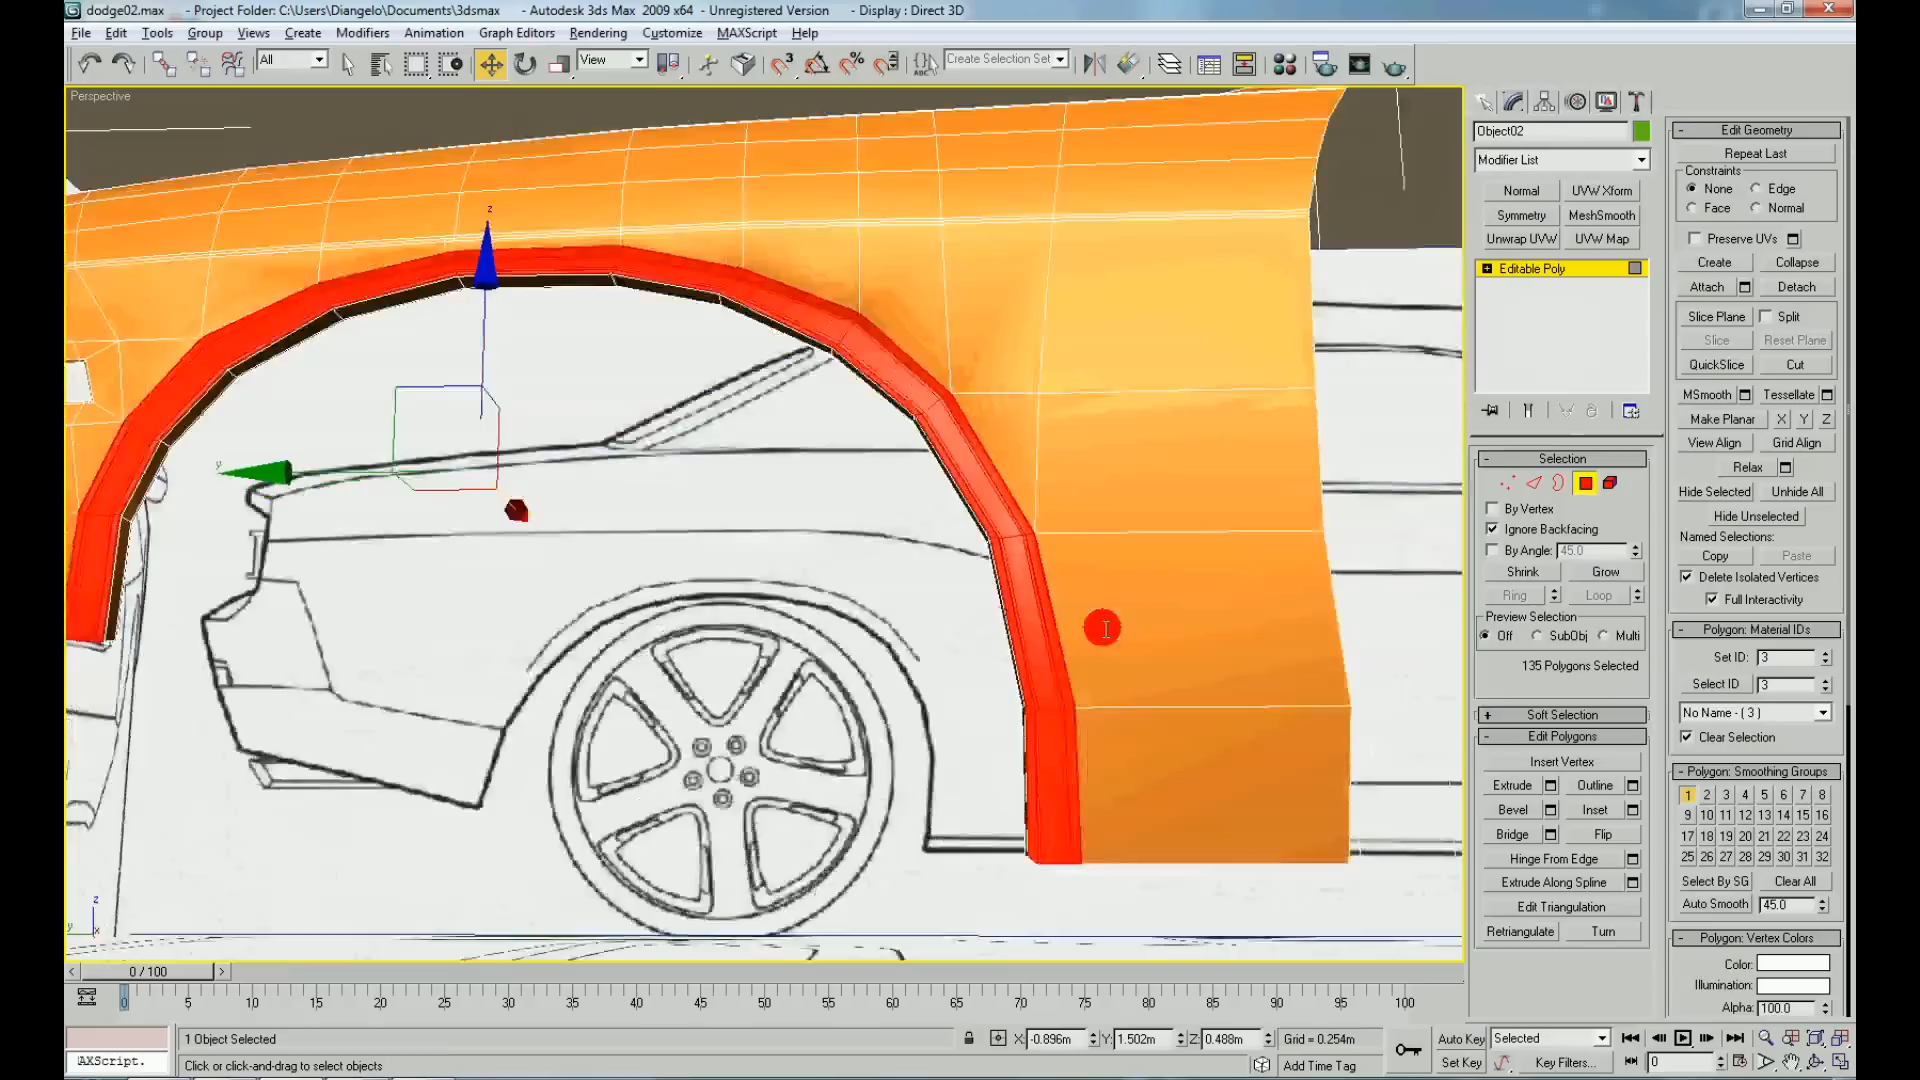 dodge02.max - Project Folder: C:\Users\Diangelo\Documents\3dsmax - Autodesk 3ds Max 2009 x64 - Unregistered Version - Display : Direct 3D
File Edit Tools Group Views Create Modifiers Animation Graph Editors Rendering Customize MAXScript Help
All View 3 ABC Create Selection Set
Perspective
z
y
Object02
Modifier List
Normal UVW Xform
Symmetry MeshSmooth
Unwrap UVW UVW Map
Editable Poly
Selection
By Vertex
Ignore Backfacing
By Angle: 45.0
Shrink Grow
Ring Loop
Preview Selection
Off SubObj Multi
135 Polygons Selected
Soft Selection
Edit Polygons
Insert Vertex
Extrude Outline
Bevel Inset
Bridge Flip
Hinge From Edge
Extrude Along Spline
Edit Triangulation
Retriangulate Turn
Edit Geometry
Repeat Last
Constraints
None Edge
Face Normal
Preserve UVs
Create Collapse
Attach Detach
Slice Plane Split
Slice Reset Plane
QuickSlice Cut
MSmooth Tessellate
Make Planar X Y Z
View Align Grid Align
Relax
Hide Selected Unhide All
Hide Unselected
Named Selections:
Copy Paste
Delete Isolated Vertices
Full Interactivity
Polygon: Material IDs
Set ID: 3
Select ID 3
No Name - ( 3 )
Clear Selection
Polygon: Smoothing Groups
1 2 3 4 5 6 7 8
9 10 11 12 13 14 15 16
17 18 19 20 21 22 23 24
25 26 27 28 29 30 31 32
Select By SG Clear All
Auto Smooth 45.0
Polygon: Vertex Colors
Color:
Illumination:
Alpha: 100.0
z
y x
< 0 / 100 >
0 5 10 15 20 25 30 35 40 45 50 55 60 65 70 75 80 85 90 95 100
1 Object Selected X: -0.896m Y: 1.502m Z: 0.488m Grid = 0.254m Auto Key Selected
AXScript. Click or click-and-drag to select objects Add Time Tag Set Key Key Filters... 0